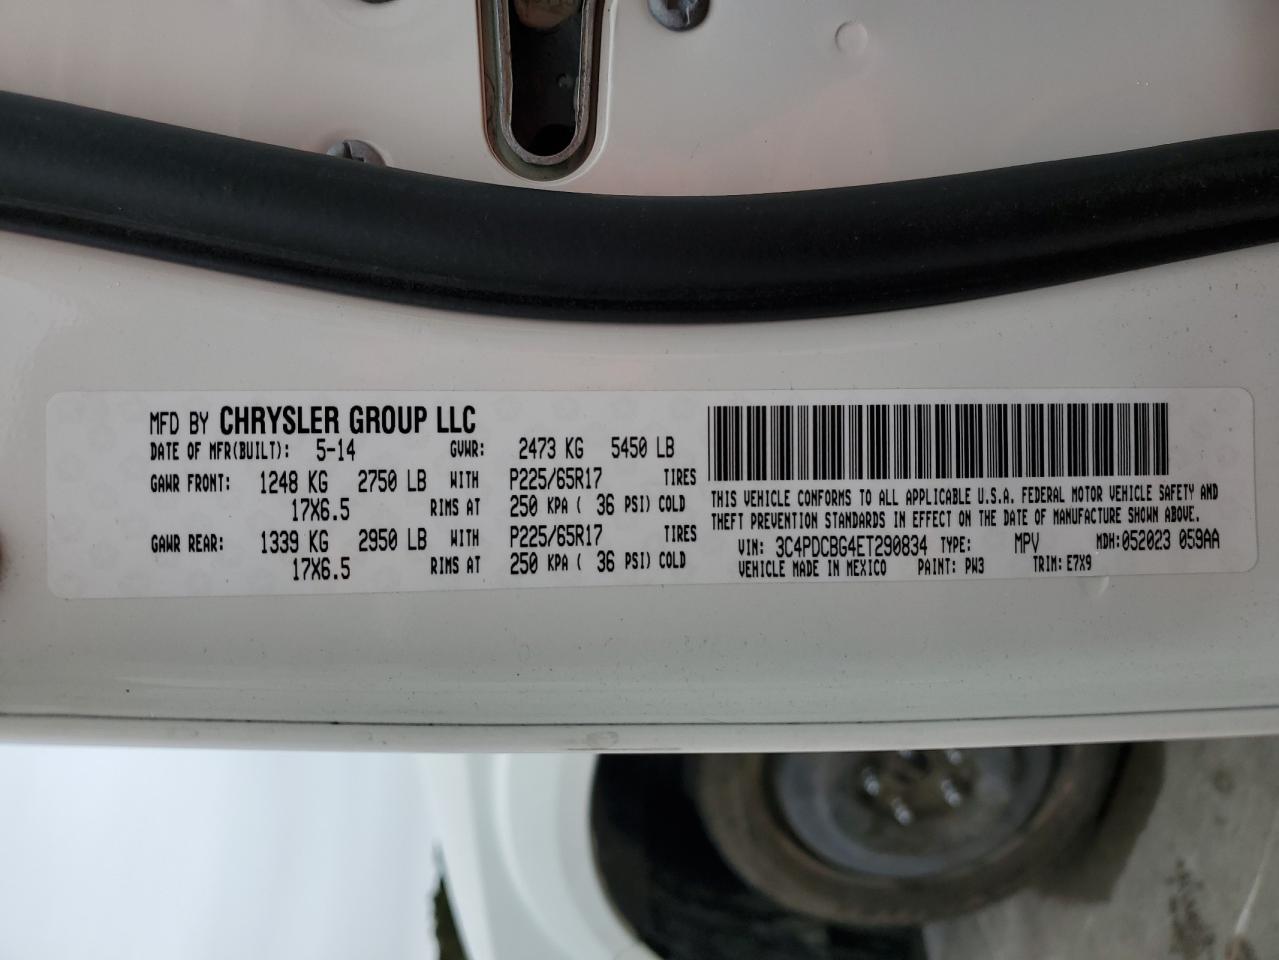 MFD BY CHRYSLER GROUP LLC
DATE OF MFR(BUILT): 5-14 GVWR: 2473 KG 5450 LB
GAWR FRONT: 1248 KG 2750 LB WITH P225/65R17 TIRES
17X6.5 RIMS AT 250 KPA ( 36 PSI) COLD
GAWR REAR: 1339 KG 2950 LB WITH P225/65R17 TIRES
17X6.5 RIMS AT 250 KPA ( 36 PSI) COLD
THIS VEHICLE CONFORMS TO ALL APPLICABLE U.S.A. FEDERAL MOTOR VEHICLE SAFETY AND
THEFT PREVENTION STANDARDS IN EFFECT ON THE DATE OF MANUFACTURE SHOWN ABOVE.
VIN: 3C4PDCBG4ET290834 TYPE: MPV MDH:052023 059AA
VEHICLE MADE IN MEXICO PAINT: PW3 TRIM: E7X9